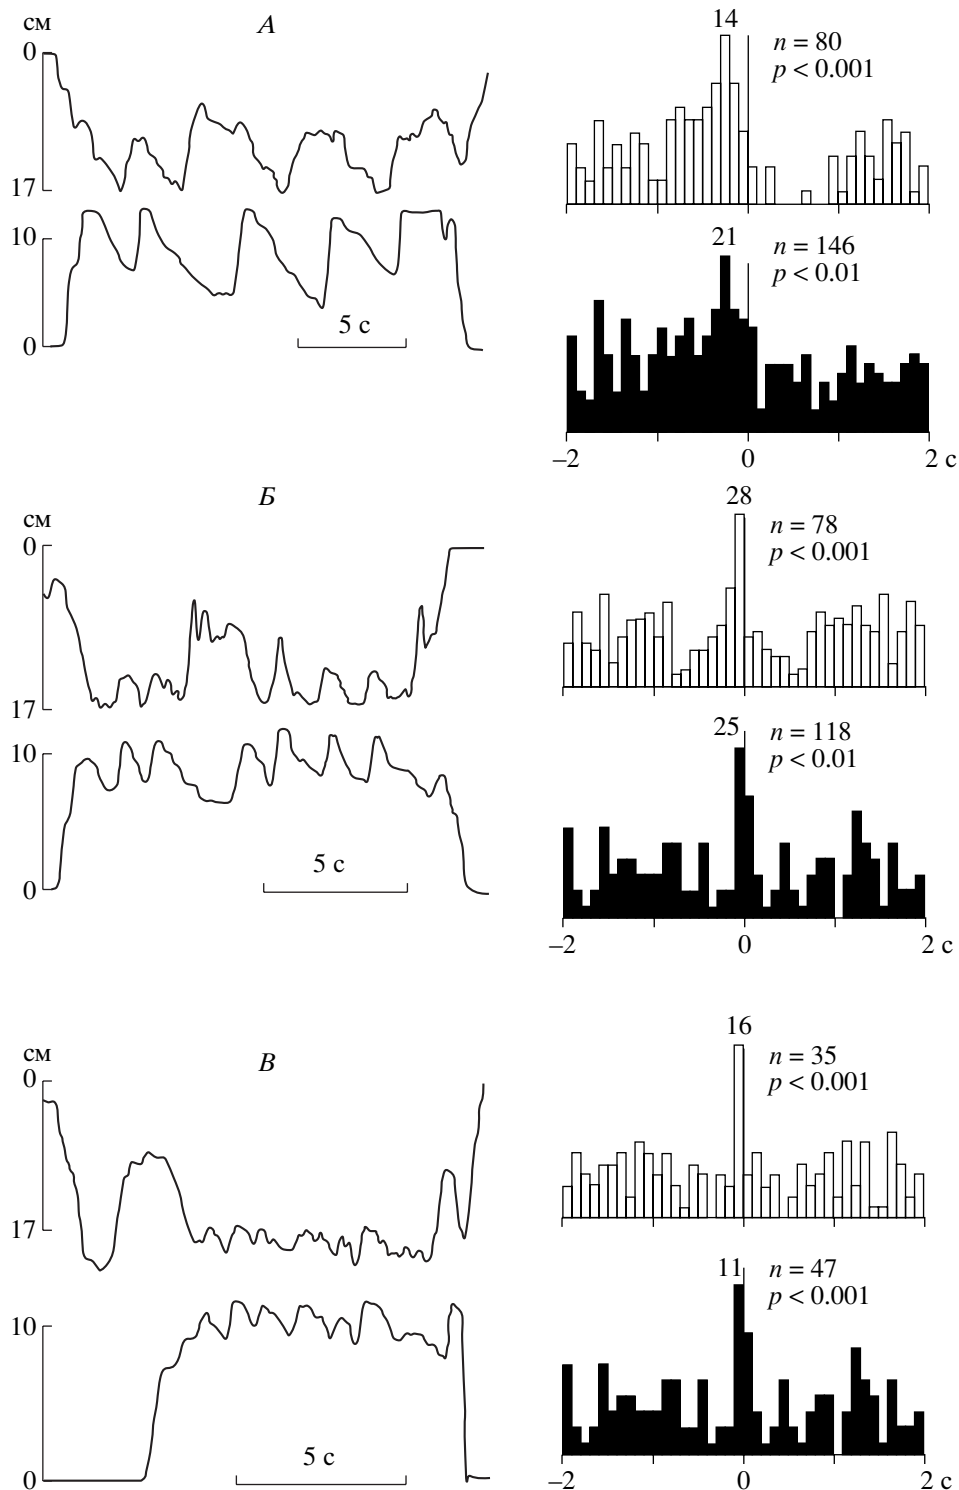 А
см
0
17
10
0
5 с
14
n = 80
p < 0.001
21
n = 146
p < 0.01
–2 0 2 с
Б
см
0
17
10
0
5 с
28
n = 78
p < 0.001
25
n = 118
p < 0.01
–2 0 2 с
В
см
0
17
10
0
5 с
16
n = 35
p < 0.001
11
n = 47
p < 0.001
–2 0 2 с